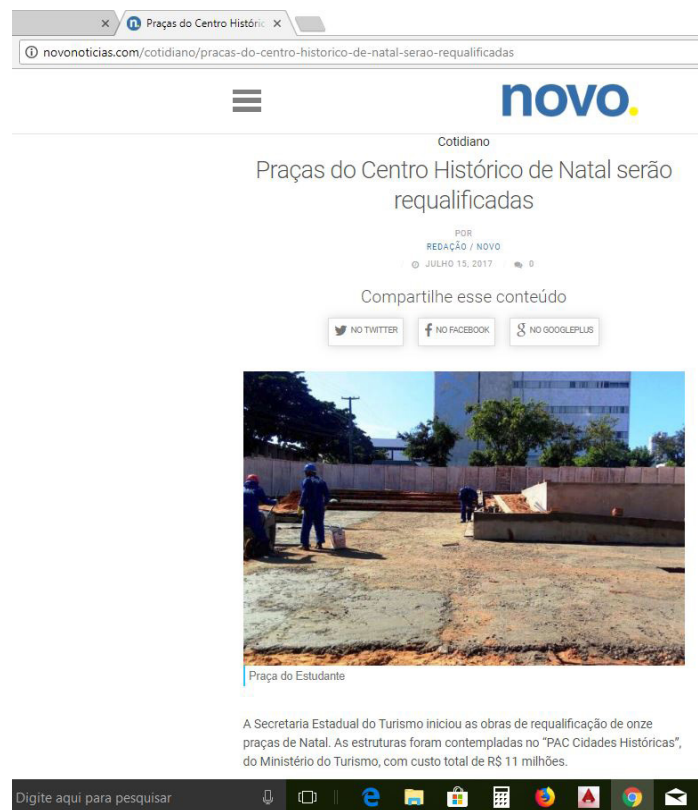 Praças do Centro Históric
novonoticias.com/cotidiano/pracas-do-centro-historico-de-natal-serao-requalificadas
novo.
Cotidiano
Praças do Centro Histórico de Natal serão
requalificadas
POR
REDAÇÃO / NOVO
JULHO 15, 2017 0
Compartilhe esse conteúdo
NO TWITTER NO FACEBOOK NO GOOGLEPLUS
Praça do Estudante
A Secretaria Estadual do Turismo iniciou as obras de requalificação de onze
praças de Natal. As estruturas foram contempladas no "PAC Cidades Históricas",
do Ministério do Turismo, com custo total de R$ 11 milhões.
Digite aqui para pesquisar